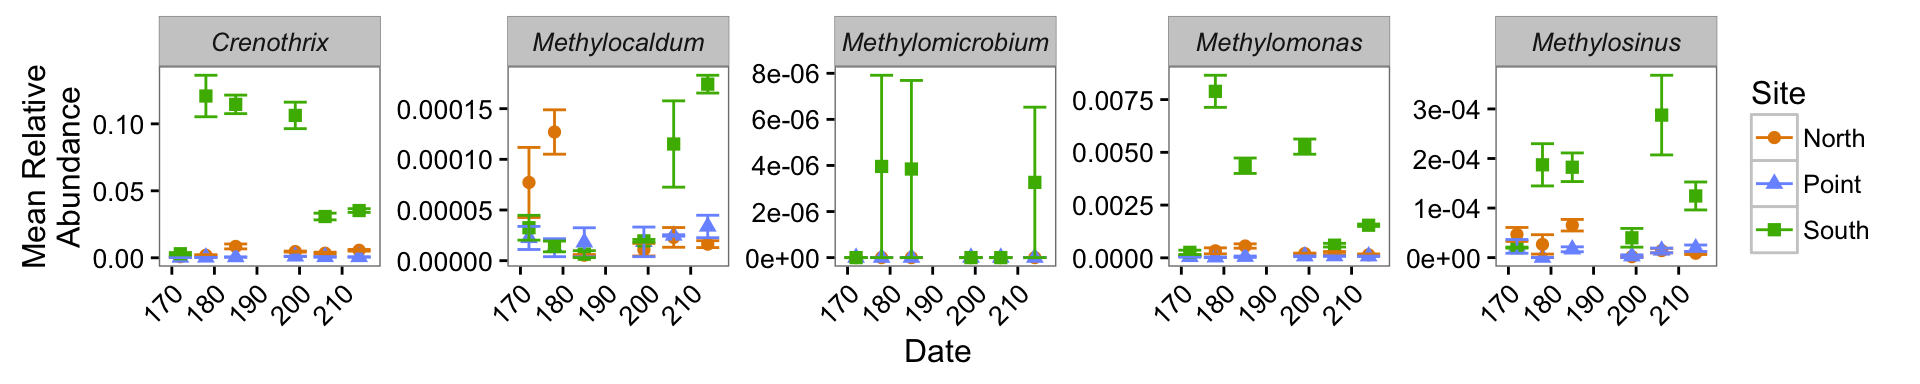 Crenothrix
Methylocaldum
Methylomicrobium
Methylomonas
Methylosinus
Mean Relative
Abundance
0.10
0.05
0.00
0.00015
0.00010
0.00005
0.00000
8e-06
6e-06
4e-06
2e-06
0e+00
0.0075
0.0050
0.0025
0.0000
3e-04
2e-04
1e-04
0e+00
170 180 190 200 210
170 180 190 200 210
170 180 190 200 210
170 180 190 200 210
170 180 190 200 210
Date
Site
North
Point
South